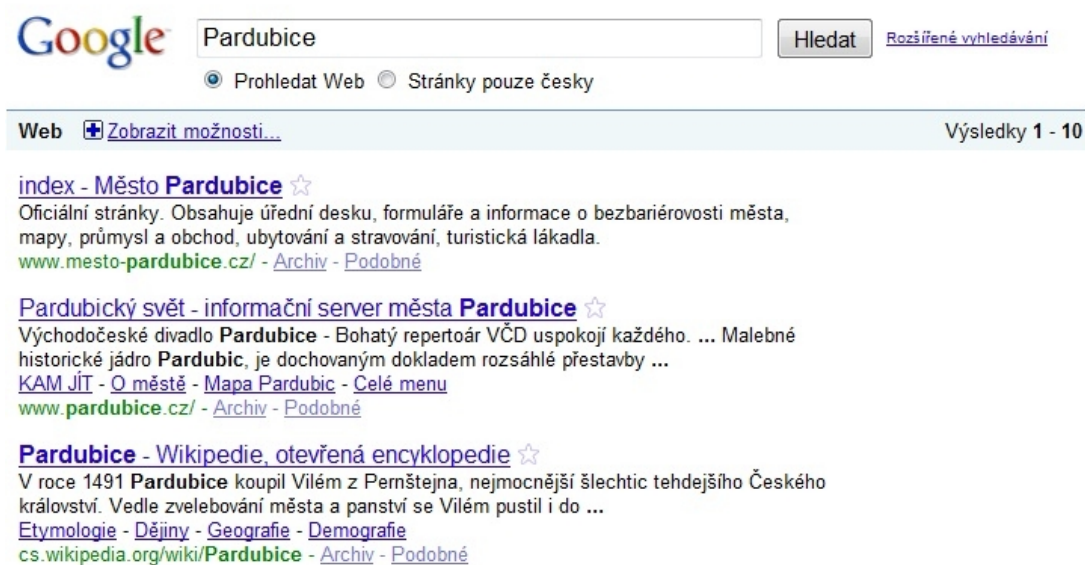 Google Pardubice Hledat Rozšířené vyhledávání
Prohledat Web Stránky pouze česky
Web Zobrazit možnosti... Výsledky 1 - 10
index - Město Pardubice
Oficiální stránky. Obsahuje úřední desku, formuláře a informace o bezbariérovosti města,
mapy, průmysl a obchod, ubytování a stravování, turistická lákadla.
www.mesto-pardubice.cz/ - Archiv - Podobné
Pardubický svět - informační server města Pardubice
Východočeské divadlo Pardubice - Bohatý repertoár VČD uspokojí každého. ... Malebné
historické jádro Pardubic, je dochovaným dokladem rozsáhlé přestavby ...
KAM JÍT - O městě - Mapa Pardubic - Celé menu
www.pardubice.cz/ - Archiv - Podobné
Pardubice - Wikipedie, otevřená encyklopedie
V roce 1491 Pardubice koupil Vilém z Pernštejna, nejmocnější šlechtic tehdejšího Českého
království. Vedle zvelebování města a panství se Vilém pustil i do ...
Etymologie - Dějiny - Geografie - Demografie
cs.wikipedia.org/wiki/Pardubice - Archiv - Podobné